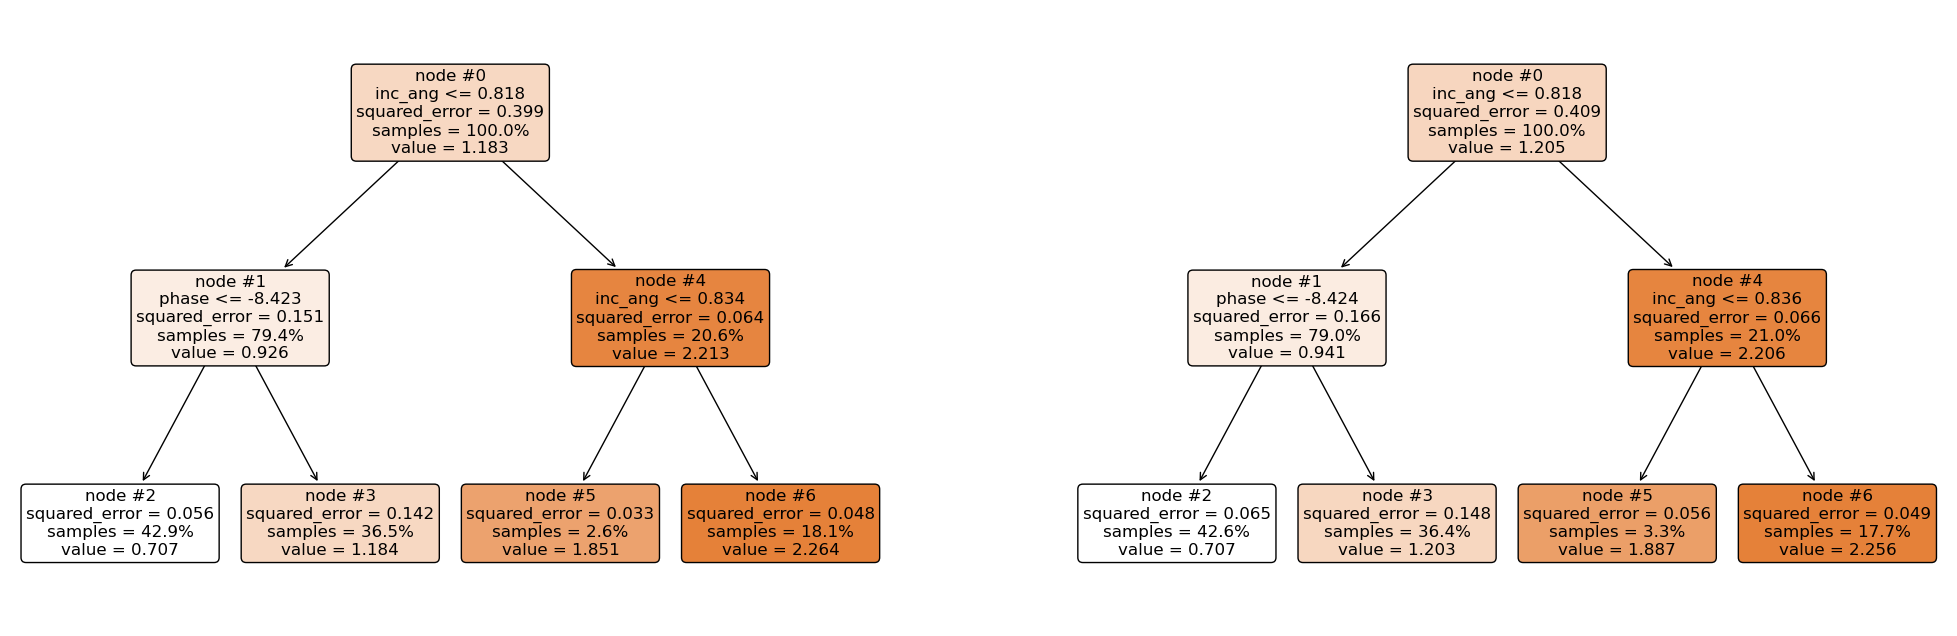 node #0
inc_ang <= 0.818
squared_error = 0.399
samples = 100.0%
value = 1.183
node #1
phase <= -8.423
squared_error = 0.151
samples = 79.4%
value = 0.926
node #4
inc_ang <= 0.834
squared_error = 0.064
samples = 20.6%
value = 2.213
node #2
squared_error = 0.056
samples = 42.9%
value = 0.707
node #3
squared_error = 0.142
samples = 36.5%
value = 1.184
node #5
squared_error = 0.033
samples = 2.6%
value = 1.851
node #6
squared_error = 0.048
samples = 18.1%
value = 2.264
node #0
inc_ang <= 0.818
squared_error = 0.409
samples = 100.0%
value = 1.205
node #1
phase <= -8.424
squared_error = 0.166
samples = 79.0%
value = 0.941
node #4
inc_ang <= 0.836
squared_error = 0.066
samples = 21.0%
value = 2.206
node #2
squared_error = 0.065
samples = 42.6%
value = 0.707
node #3
squared_error = 0.148
samples = 36.4%
value = 1.203
node #5
squared_error = 0.056
samples = 3.3%
value = 1.887
node #6
squared_error = 0.049
samples = 17.7%
value = 2.256